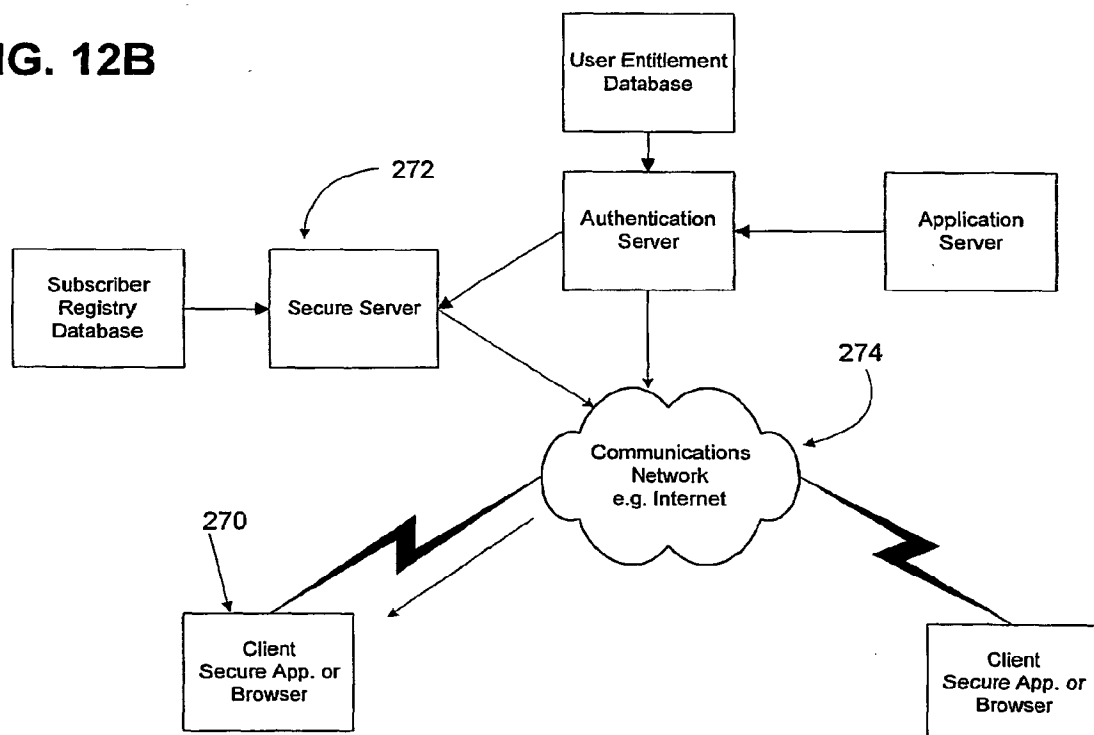 IG. 12B
User Entitlement
Database
272
Authentication
Server
Application
Server
Subscriber
Registry
Database
Secure Server
274
Communications
Network
e.g. Internet
270
Client
Secure App. or
Browser
Client
Secure App. or
Browser